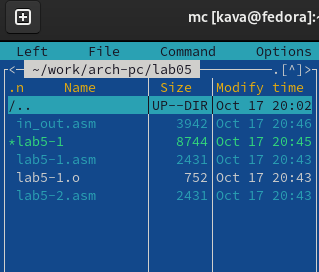 mc [kava@fedora]:
Left File Command Options
<- ~/work/arch-pc/lab05 .[^]>
.n Name Size Modify time
/.. UP--DIR Oct 17 20:02
in_out.asm 3942 Oct 17 20:46
*lab5-1 8744 Oct 17 20:45
lab5-1.asm 2431 Oct 17 20:43
lab5-1.o 752 Oct 17 20:43
lab5-2.asm 2431 Oct 17 20:43